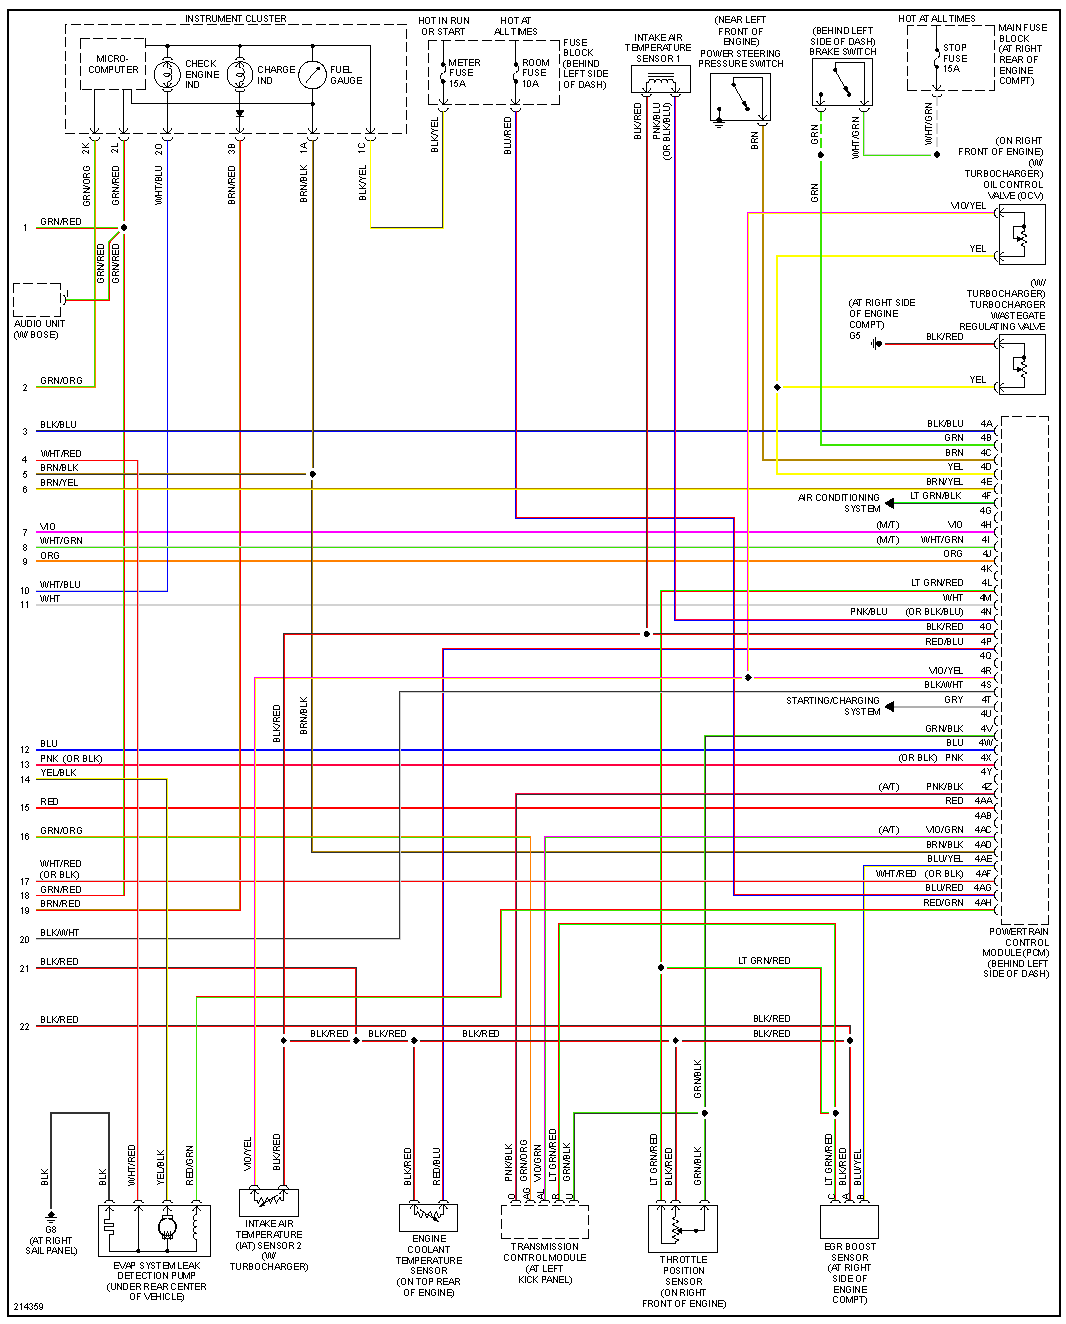 INSTRUMENT CLUSTER
MICRO-
COMPUTER
CHECK
ENGINE
IND
CHARGE
IND
FUEL
GAUGE
HOT IN RUN
OR START
HOT AT
ALL TIMES
METER
FUSE
15A
ROOM
FUSE
10A
FUSE
BLOCK
(BEHIND
LEFT SIDE
OF DASH)
INTAKE AIR
TEMPERATURE
SENSOR 1
(NEAR LEFT
FRONT OF
ENGINE)
POWER STEERING
PRESSURE SWITCH
(BEHIND LEFT
SIDE OF DASH)
BRAKE SWITCH
HOT AT ALL TIMES
STOP
FUSE
15A
MAIN FUSE
BLOCK
(AT RIGHT
REAR OF
ENGINE
COMPT)
2K
2L
2O
3B
1A
1C
GRN/ORG
GRN/RED
WHT/BLU
BRN/RED
BRN/BLK
BLK/YEL
BLK/YEL
BLU/RED
BLK/RED
PNK/BLU
(OR BLK/BLU)
BRN
GRN
GRN
WHT/GRN
WHT/GRN
(ON RIGHT
FRONT OF ENGINE)
(W/
TURBOCHARGER)
OIL CONTROL
VALVE (OCV)
VIO/YEL
YEL
1 GRN/RED
GRN/RED
GRN/RED
AUDIO UNIT
(W/ BOSE)
(W/
TURBOCHARGER)
TURBOCHARGER
WASTEGATE
REGULATING VALVE
(AT RIGHT SIDE
OF ENGINE
COMPT)
G5
BLK/RED
YEL
2 GRN/ORG
3 BLK/BLU
4 WHT/RED
5 BRN/BLK
6 BRN/YEL
7 VIO
8 WHT/GRN
9 ORG
10 WHT/BLU
11 WHT
12 BLU
13 PNK (OR BLK)
14 YEL/BLK
15 RED
16 GRN/ORG
WHT/RED
17 (OR BLK)
18 GRN/RED
19 BRN/RED
20 BLK/WHT
21 BLK/RED
22 BLK/RED
BLK/BLU 4A
GRN 4B
BRN 4C
YEL 4D
BRN/YEL 4E
AIR CONDITIONING
SYSTEM
LT GRN/BLK 4F
4G
(M/T) VIO 4H
(M/T) WHT/GRN 4I
ORG 4J
4K
LT GRN/RED 4L
WHT 4M
PNK/BLU (OR BLK/BLU) 4N
BLK/RED 4O
RED/BLU 4P
4Q
VIO/YEL 4R
BLK/WHT 4S
STARTING/CHARGING
SYSTEM
GRY 4T
4U
GRN/BLK 4V
BLU 4W
(OR BLK) PNK 4X
4Y
(A/T) PNK/BLK 4Z
RED 4AA
4AB
(A/T) VIO/GRN 4AC
BRN/BLK 4AD
BLU/YEL 4AE
WHT/RED (OR BLK) 4AF
BLU/RED 4AG
RED/GRN 4AH
POWERTRAIN
CONTROL
MODULE (PCM)
(BEHIND LEFT
SIDE OF DASH)
BLK/RED
BRN/BLK
LT GRN/RED
BLK/RED
BLK/RED
BLK/RED
BLK/RED
BLK/RED
GRN/BLK
BLK
BLK
WHT/RED
YEL/BLK
RED/GRN
VIO/YEL
BLK/RED
BLK/RED
RED/BLU
PNK/BLK
GRN/ORG
VIO/GRN
LT GRN/RED
GRN/BLK
LT GRN/RED
BLK/RED
GRN/BLK
LT GRN/RED
BLK/RED
BLU/YEL
O
AG
AL
R
U
C
A
B
G8
(AT RIGHT
SAIL PANEL)
EVAP SYSTEM LEAK
DETECTION PUMP
(UNDER REAR CENTER
OF VEHICLE)
INTAKE AIR
TEMPERATURE
(IAT) SENSOR 2
(W/
TURBOCHARGER)
ENGINE
COOLANT
TEMPERATURE
SENSOR
(ON TOP REAR
OF ENGINE)
TRANSMISSION
CONTROL MODULE
(AT LEFT
KICK PANEL)
THROTTLE
POSITION
SENSOR
(ON RIGHT
FRONT OF ENGINE)
EGR BOOST
SENSOR
(AT RIGHT
SIDE OF
ENGINE
COMPT)
214359